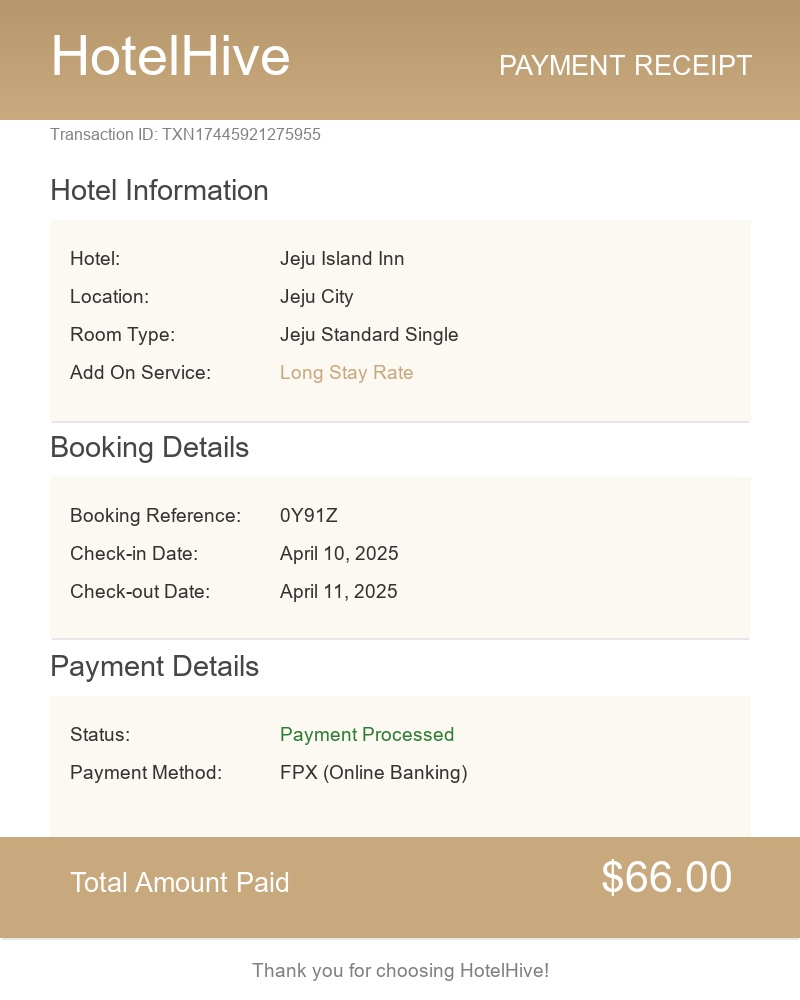 HotelHive
PAYMENT RECEIPT
Transaction ID: TXN17445921275955
Hotel Information
Hotel: Jeju Island Inn
Location: Jeju City
Room Type: Jeju Standard Single
Add On Service: Long Stay Rate
Booking Details
Booking Reference: 0Y91Z
Check-in Date: April 10, 2025
Check-out Date: April 11, 2025
Payment Details
Status: Payment Processed
Payment Method: FPX (Online Banking)
Total Amount Paid $66.00
Thank you for choosing HotelHive!